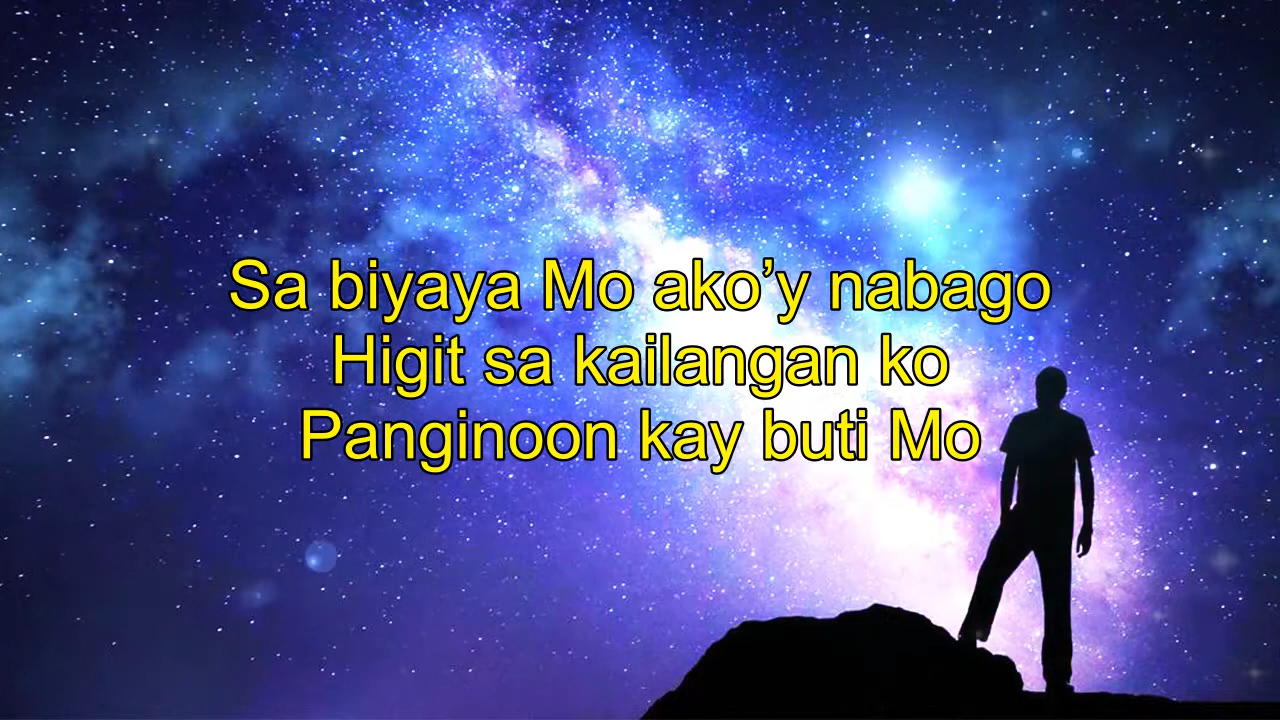 Sa biyaya Mo ako’y nabago
Higit sa kailangan ko
Panginoon kay buti Mo